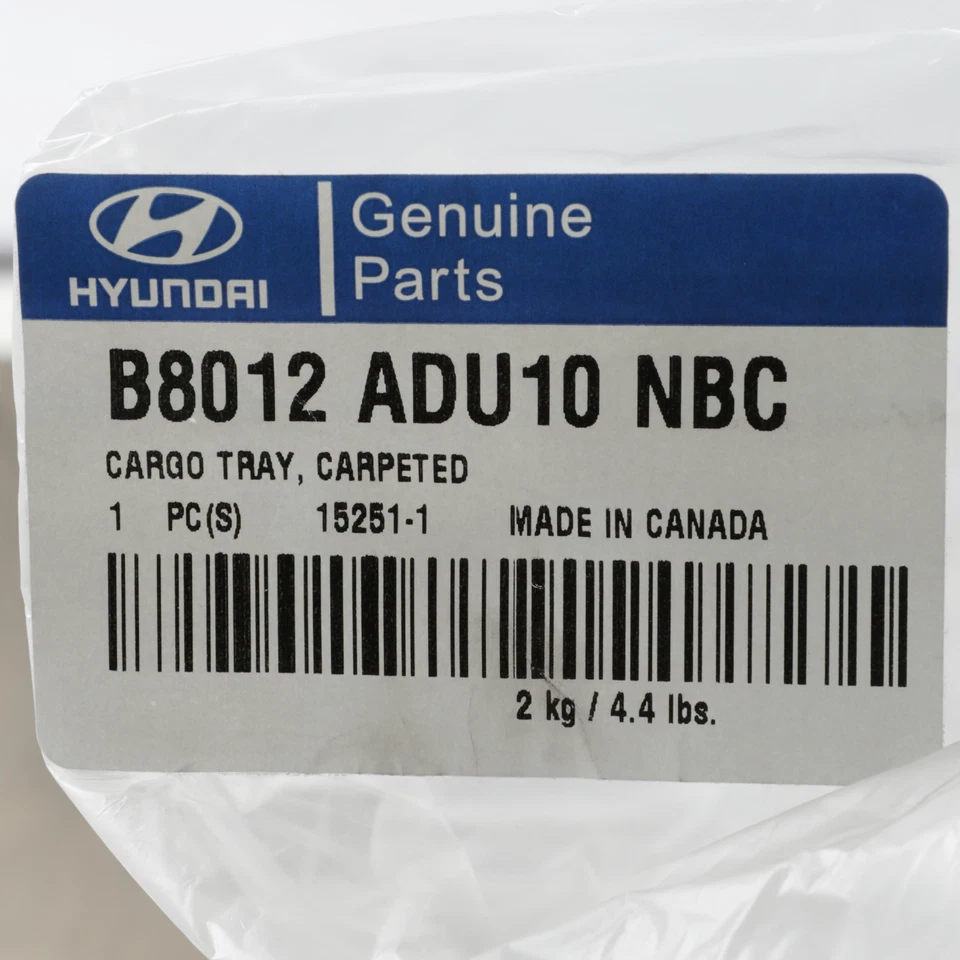 HYUNDAI
Genuine
Parts
B8012 ADU10 NBC
CARGO TRAY, CARPETED
1 PC(S) 15251-1 MADE IN CANADA
2 kg / 4.4 lbs.